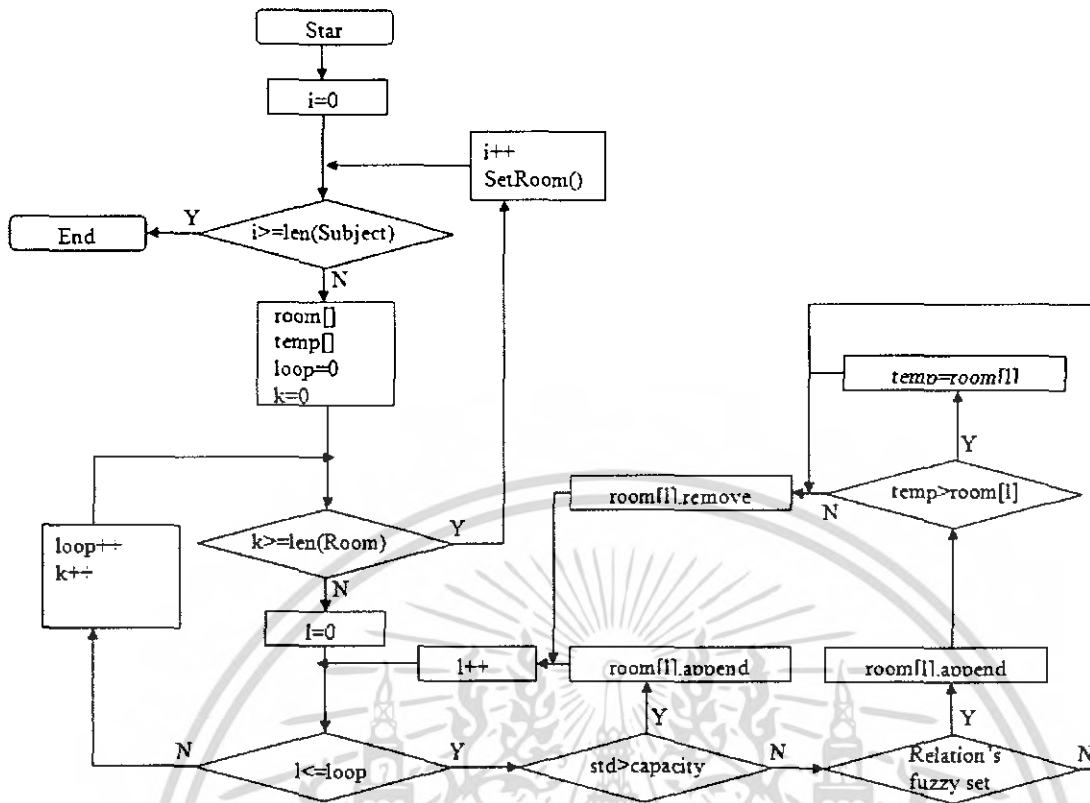 Star
i=0
i++
SetRoom()
i>=len(Subject)
Y
End
N
room[]
temp[]
loop=0
k=0
temp=room[l]
Y
temp>room[l]
N
room[l].remove
k>=len(Room)
Y
loop++
k++
N
l=0
l++
room[l].append
room[l].append
Y
Y
l<=loop
N
Y
std>capacity
N
Relation's
fuzzy set
N